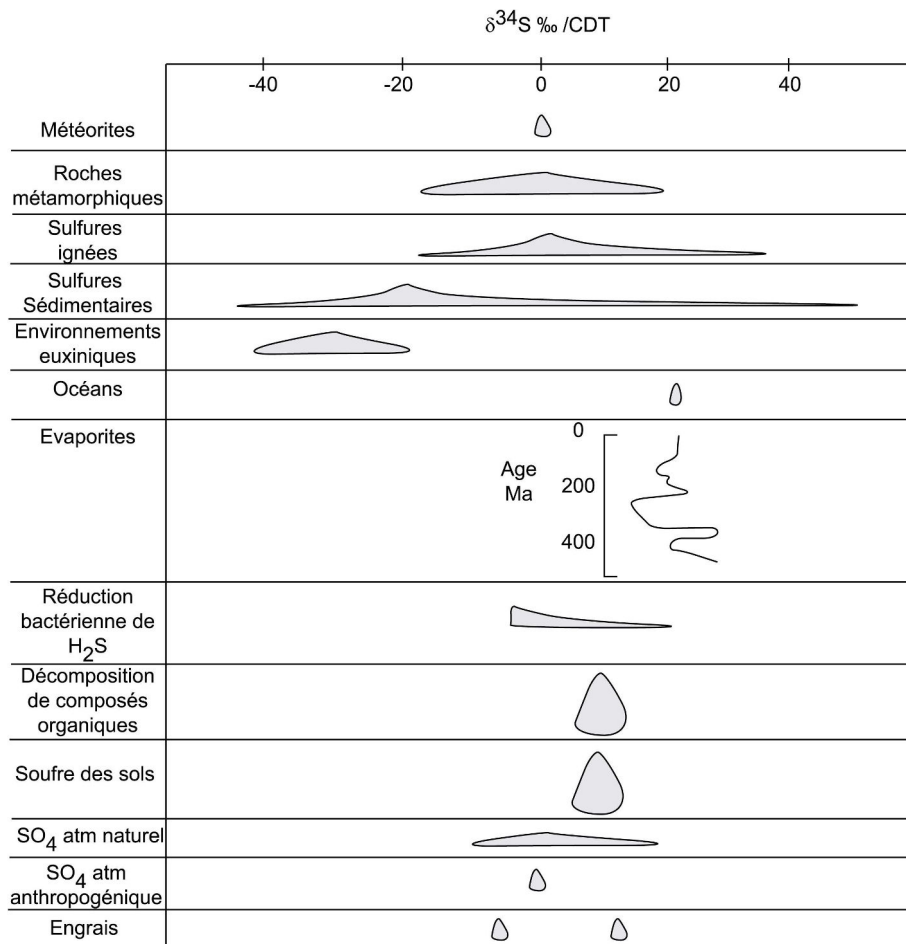 δ³⁴S ‰ /CDT
-40 -20 0 20 40
Météorites
Roches
métamorphiques
Sulfures
ignées
Sulfures
Sédimentaires
Environnements
euxiniques
Océans
Evaporites
0
Age
Ma
200
400
Réduction
bactérienne de
H₂S
Décomposition
de composés
organiques
Soufre des sols
SO₄ atm naturel
SO₄ atm
anthropogénique
Engrais